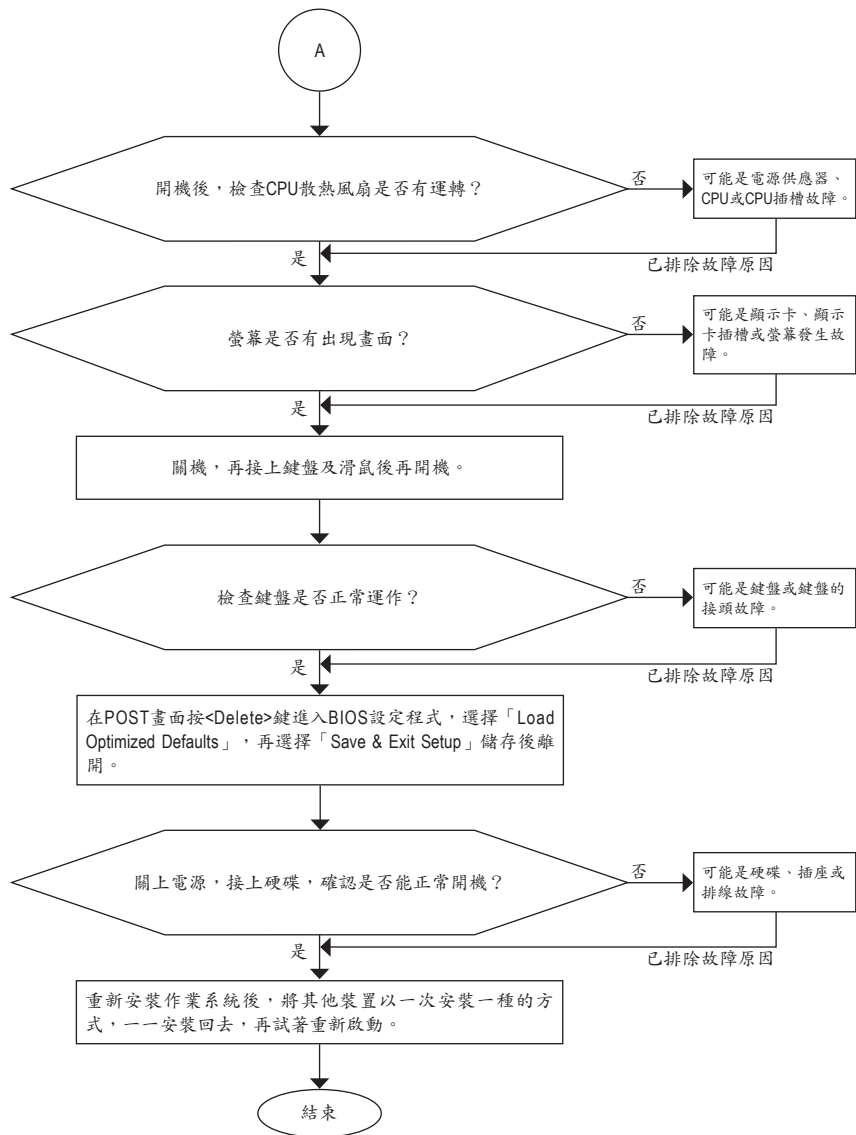 A
開機後，檢查CPU散熱風扇是否有運轉？
否
可能是電源供應器、
CPU或CPU插槽故障。
是
已排除故障原因
螢幕是否有出現畫面？
否
可能是顯示卡、顯示
卡插槽或螢幕發生故
障。
是
已排除故障原因
關機，再接上鍵盤及滑鼠後再開機。
檢查鍵盤是否正常運作？
否
可能是鍵盤或鍵盤的
接頭故障。
是
已排除故障原因
在POST畫面按<Delete>鍵進入BIOS設定程式，選擇「Load
Optimized Defaults」，再選擇「Save & Exit Setup」儲存後離
開。
關上電源，接上硬碟，確認是否能正常開機？
否
可能是硬碟、插座或
排線故障。
是
已排除故障原因
重新安裝作業系統後，將其他裝置以一次安裝一種的方
式，一一安裝回去，再試著重新啟動。
結束